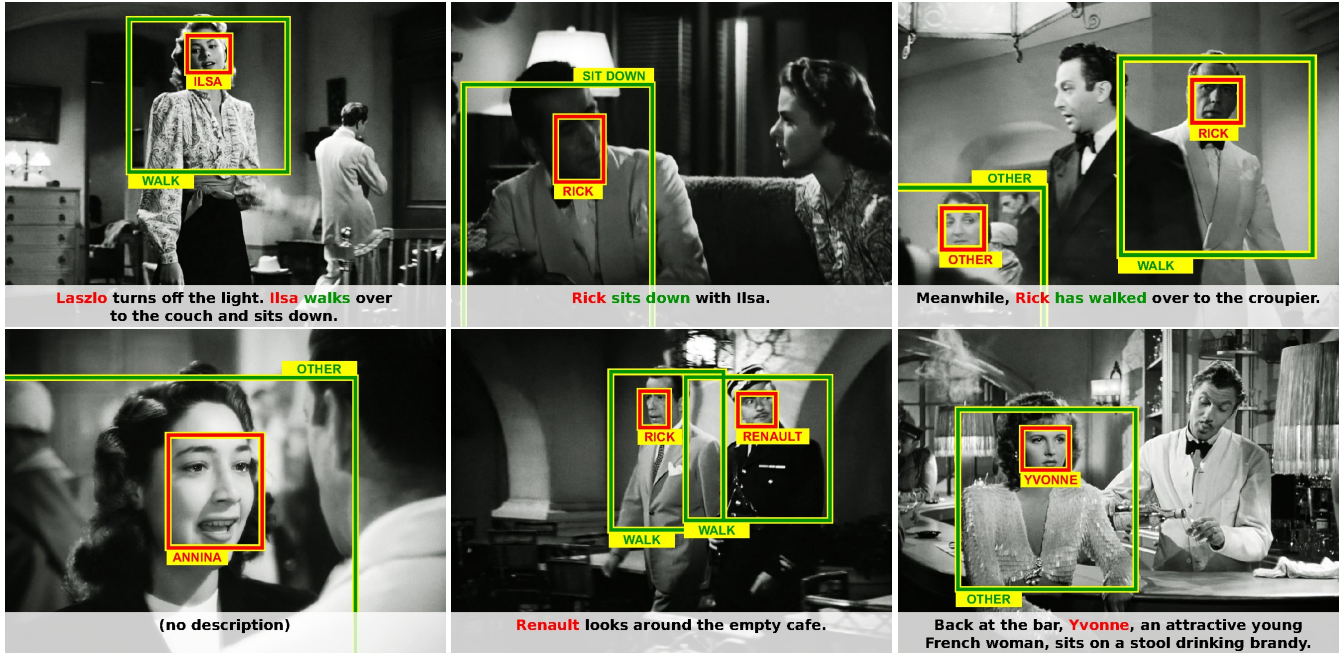 ILSA
WALK
Laszlo turns off the light. Ilsa walks over
to the couch and sits down.
SIT DOWN
RICK
Rick sits down with Ilsa.
RICK
OTHER
OTHER
WALK
Meanwhile, Rick has walked over to the croupier.
OTHER
ANNINA
(no description)
RICK
RENAULT
WALK
WALK
Renault looks around the empty cafe.
YVONNE
OTHER
Back at the bar, Yvonne, an attractive young
French woman, sits on a stool drinking brandy.